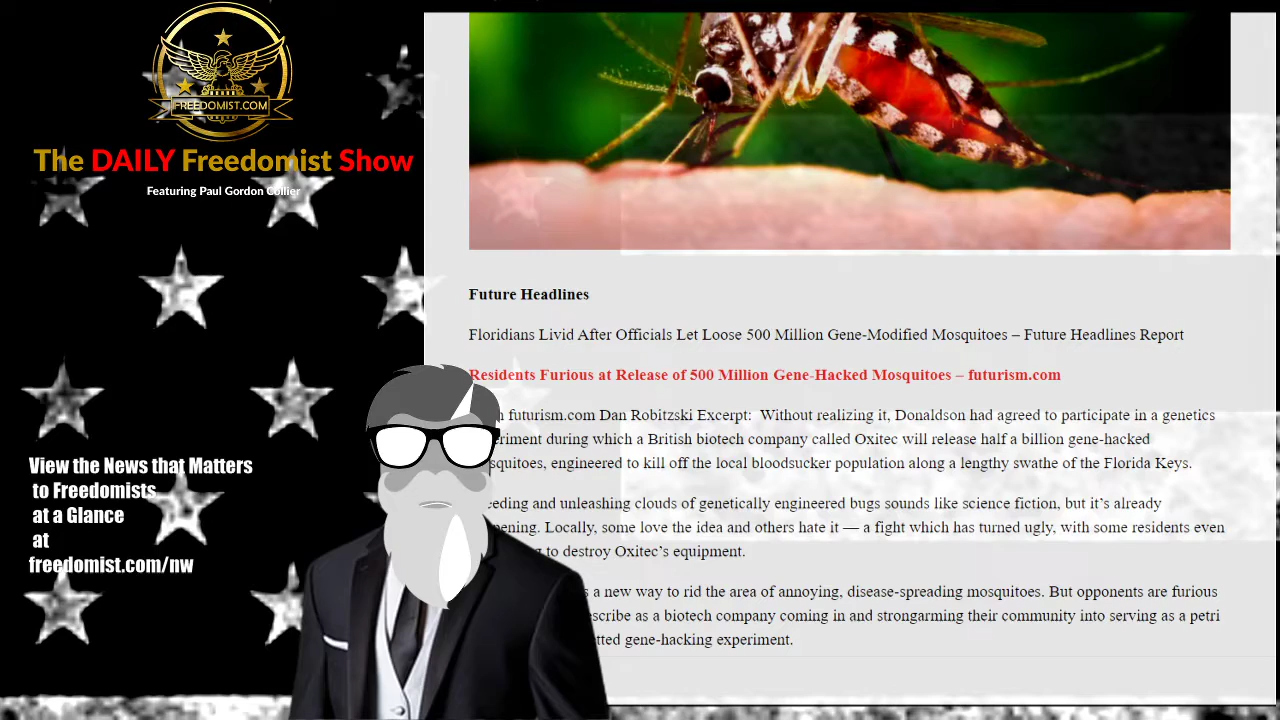 FREEDOMIST.COM
The DAILY Freedomist Show
Featuring Paul Gordon Collier
View the News that Matters
to Freedomists
at a Glance
at
freedomist.com/nw
Future Headlines
Floridians Livid After Officials Let Loose 500 Million Gene-Modified Mosquitoes – Future Headlines Report
Residents Furious at Release of 500 Million Gene-Hacked Mosquitoes – futurism.com
futurism.com Dan Robitzski Excerpt: Without realizing it, Donaldson had agreed to participate in a genetics
during which a British biotech company called Oxitec will release half a billion gene-hacked
engineered to kill off the local bloodsucker population along a lengthy swathe of the Florida Keys.
and unleashing clouds of genetically engineered bugs sounds like science fiction, but it’s already
Locally, some love the idea and others hate it — a fight which has turned ugly, with some residents even
to destroy Oxitec’s equipment.
a new way to rid the area of annoying, disease-spreading mosquitoes. But opponents are furious
as a biotech company coming in and strongarming their community into serving as a petri
gene-hacking experiment.